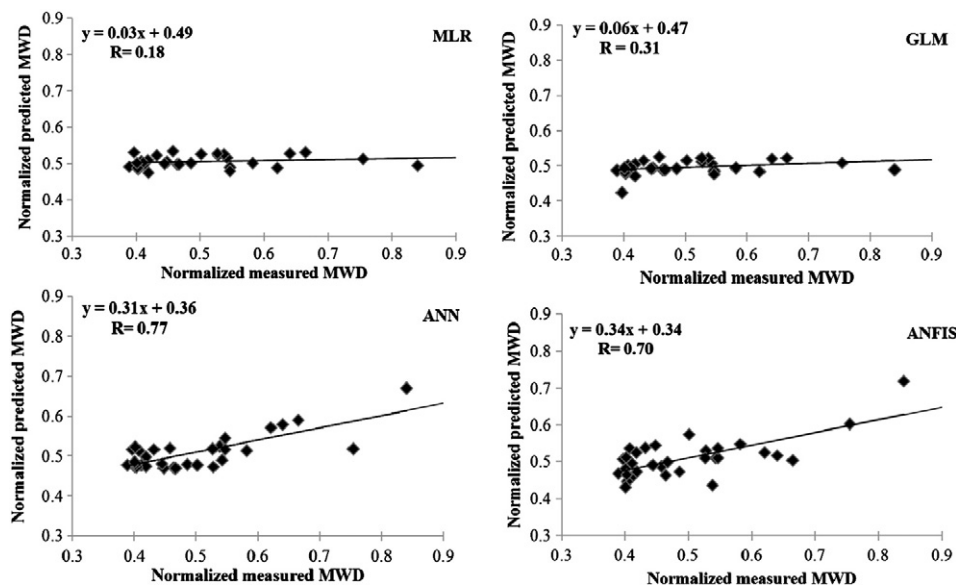 y = 0.03x + 0.49
R= 0.18
MLR
Normalized predicted MWD
0.9
0.8
0.7
0.6
0.5
0.4
0.3
0.3 0.4 0.5 0.6 0.7 0.8 0.9
Normalized measured MWD
y = 0.06x + 0.47
R= 0.31
GLM
Normalized predicted MWD
0.9
0.8
0.7
0.6
0.5
0.4
0.3
0.3 0.4 0.5 0.6 0.7 0.8 0.9
Normalized measured MWD
y = 0.31x + 0.36
R= 0.77
ANN
Normalized predicted MWD
0.9
0.8
0.7
0.6
0.5
0.4
0.3
0.3 0.4 0.5 0.6 0.7 0.8 0.9
Normalized measured MWD
y = 0.34x + 0.34
R= 0.70
ANFIS
Normalized predicted MWD
0.9
0.8
0.7
0.6
0.5
0.4
0.3
0.3 0.4 0.5 0.6 0.7 0.8 0.9
Normalized measured MWD